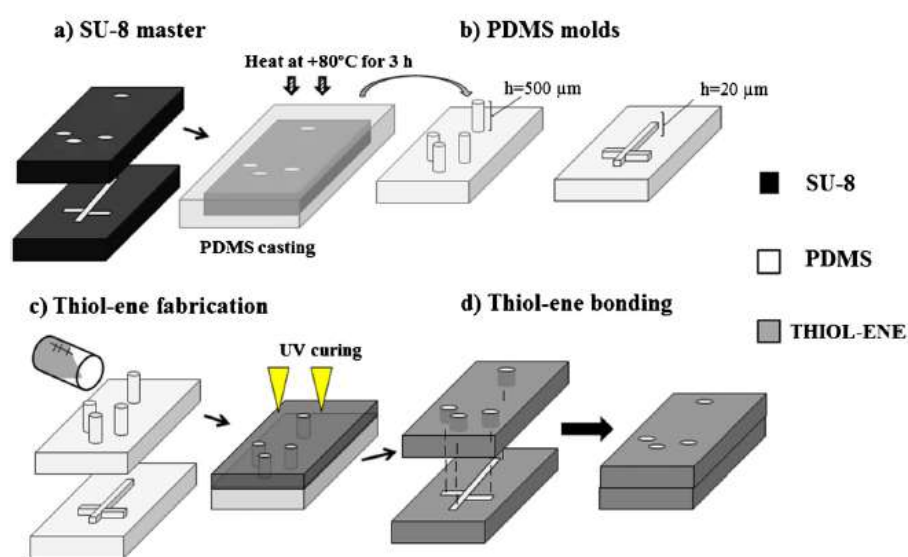 a) SU-8 master
b) PDMS molds
Heat at +80°C for 3 h
h=500 µm
h=20 µm
PDMS casting
SU-8
PDMS
THIOL-ENE
c) Thiol-ene fabrication
d) Thiol-ene bonding
UV curing